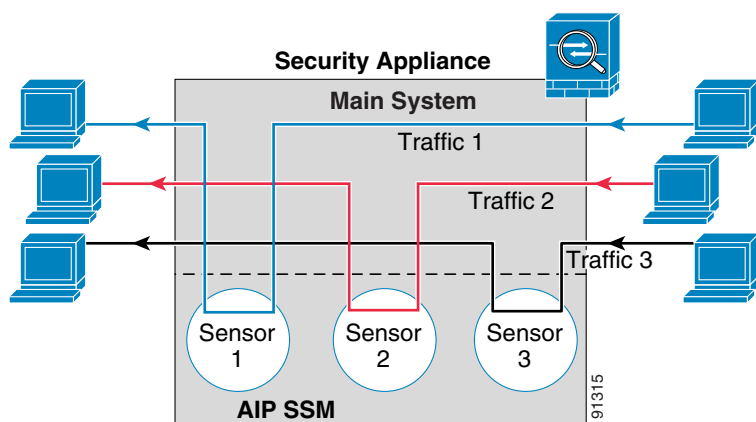 Security Appliance
Main System
Traffic 1
Traffic 2
Traffic 3
Sensor
1
Sensor
2
Sensor
3
AIP SSM
91315